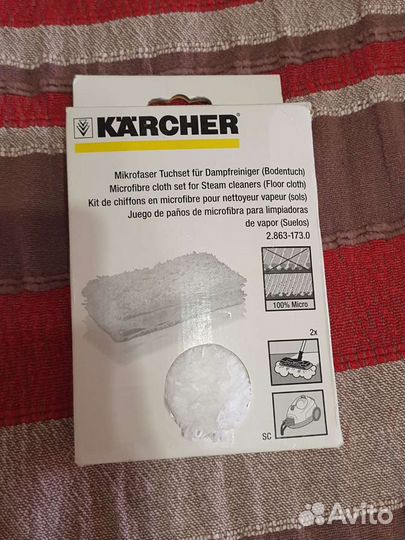 KÄRCHER
Mikrofaser Tuchset für Dampfreiniger (Bodentuch)
Microfibre cloth set for Steam cleaners (Floor cloth)
Kit de chiffons en microfibre pour nettoyeur vapeur (sols)
Juego de paños de microfibra para limpiadoras
de vapor (Suelos)
2.863-173.0
100% Micro
2x
SC
Avito